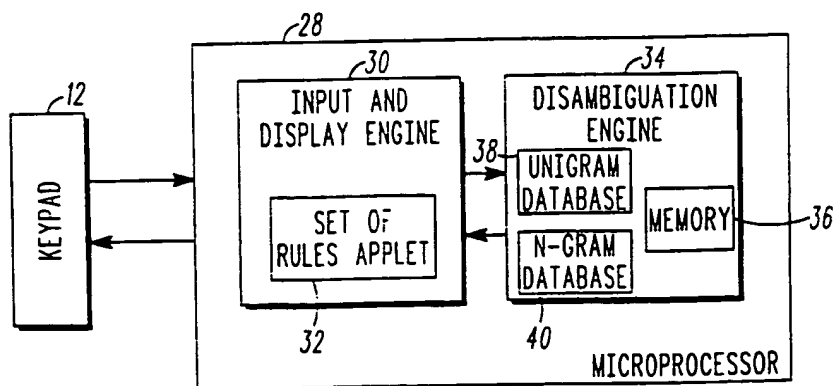 28
12
30
34
INPUT AND
DISPLAY ENGINE
DISAMBIGUATION
ENGINE
KEYPAD
38
UNIGRAM
DATABASE
MEMORY
36
SET OF
RULES APPLET
N-GRAM
DATABASE
32
40
MICROPROCESSOR